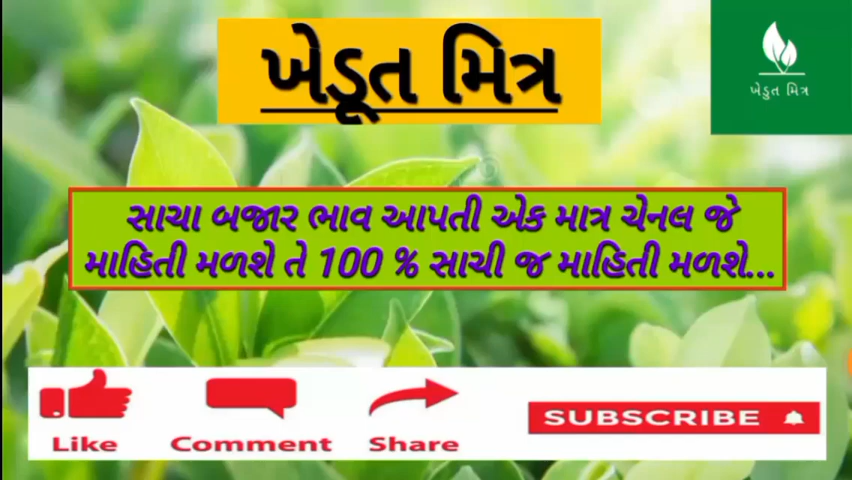 ખેડૂત મિત્ર
ખેડુત મિત્ર
સાચા બજાર ભાવ આપતી એક માત્ર ચેનલ જે
માહિતી મળશે તે 100 % સાચી જ માહિતી મળશે...
Like Comment Share SUBSCRIBE